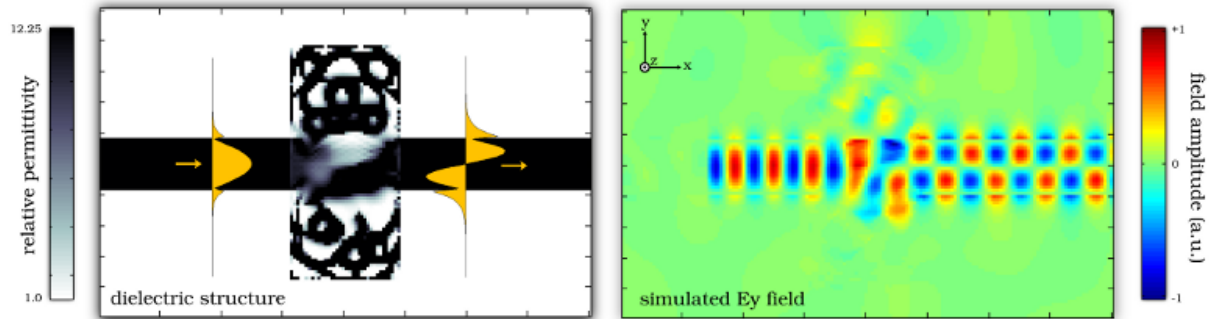 12.25
relative permittivity
1.0
dielectric structure
y
z
x
simulated Ey field
+1
0
-1
field amplitude (a.u.)